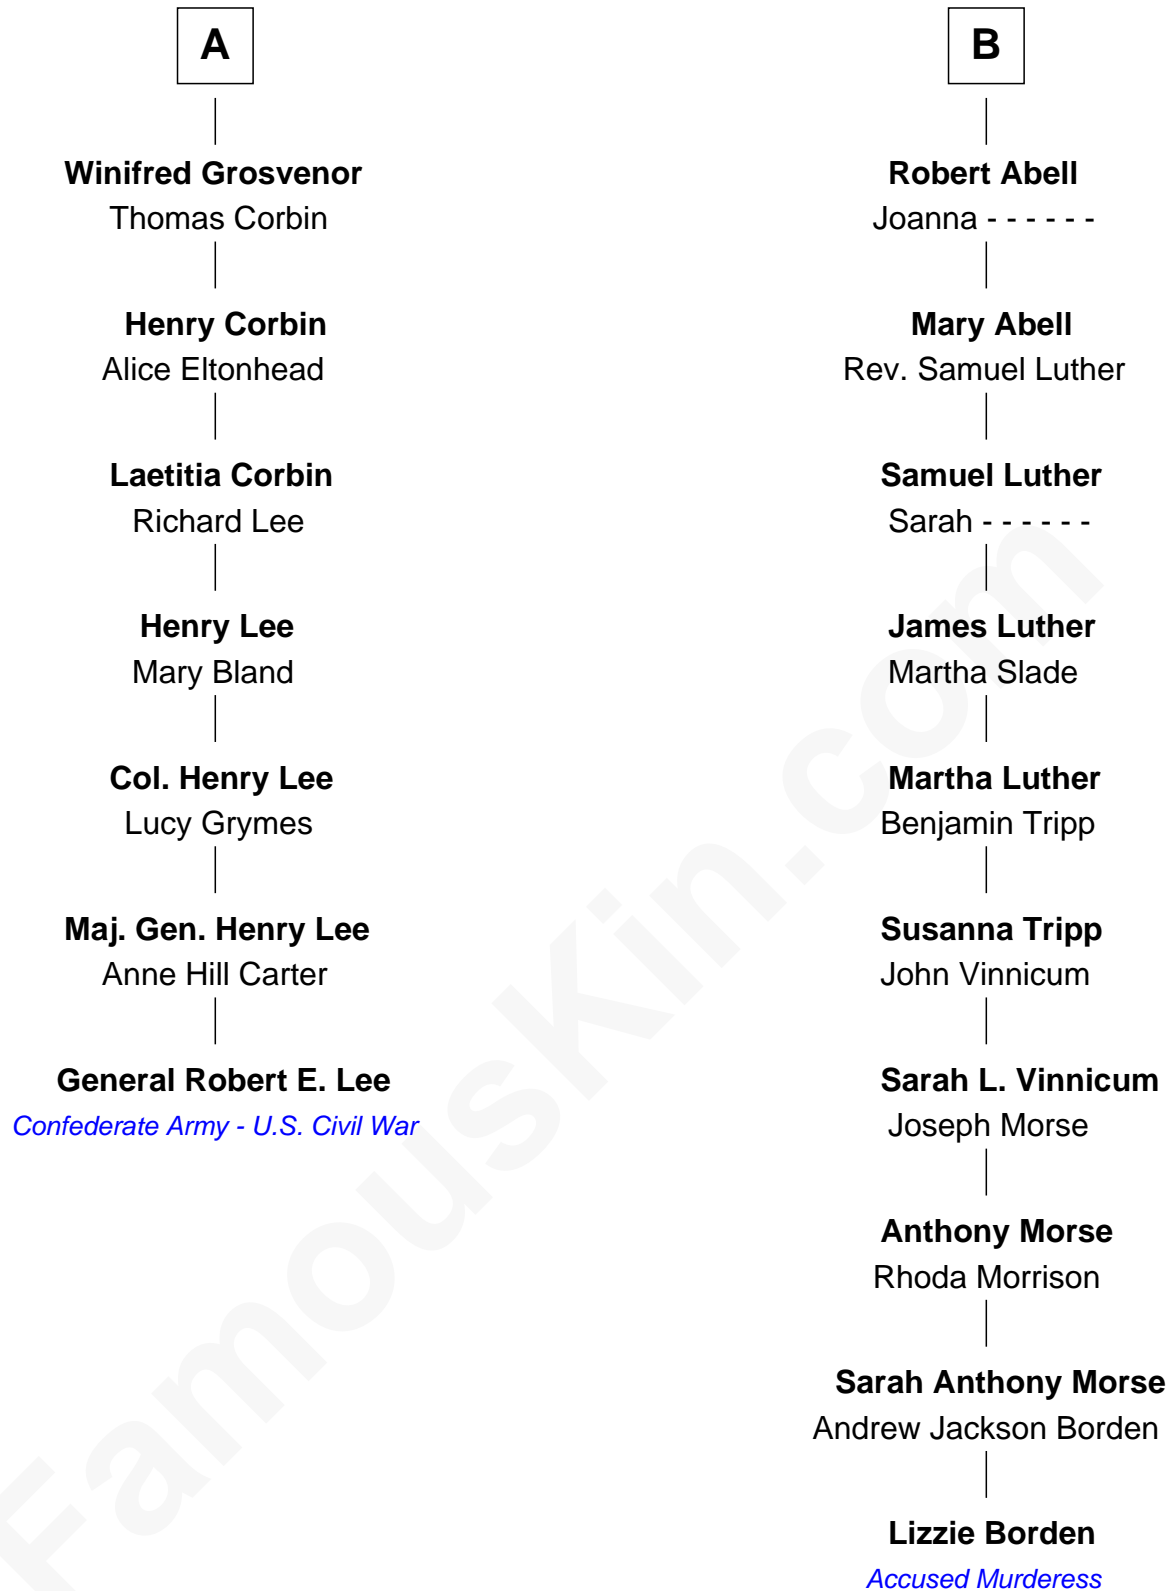 A
Winifred Grosvenor
Thomas Corbin
Henry Corbin
Alice Eltonhead
Laetitia Corbin
Richard Lee
Henry Lee
Mary Bland
Col. Henry Lee
Lucy Grymes
Maj. Gen. Henry Lee
Anne Hill Carter
General Robert E. Lee
Confederate Army - U.S. Civil War
B
Robert Abell
Joanna - - - - - -
Mary Abell
Rev. Samuel Luther
Samuel Luther
Sarah - - - - - -
James Luther
Martha Slade
Martha Luther
Benjamin Tripp
Susanna Tripp
John Vinnicum
Sarah L. Vinnicum
Joseph Morse
Anthony Morse
Rhoda Morrison
Sarah Anthony Morse
Andrew Jackson Borden
Lizzie Borden
Accused Murderess
FamousKin.com